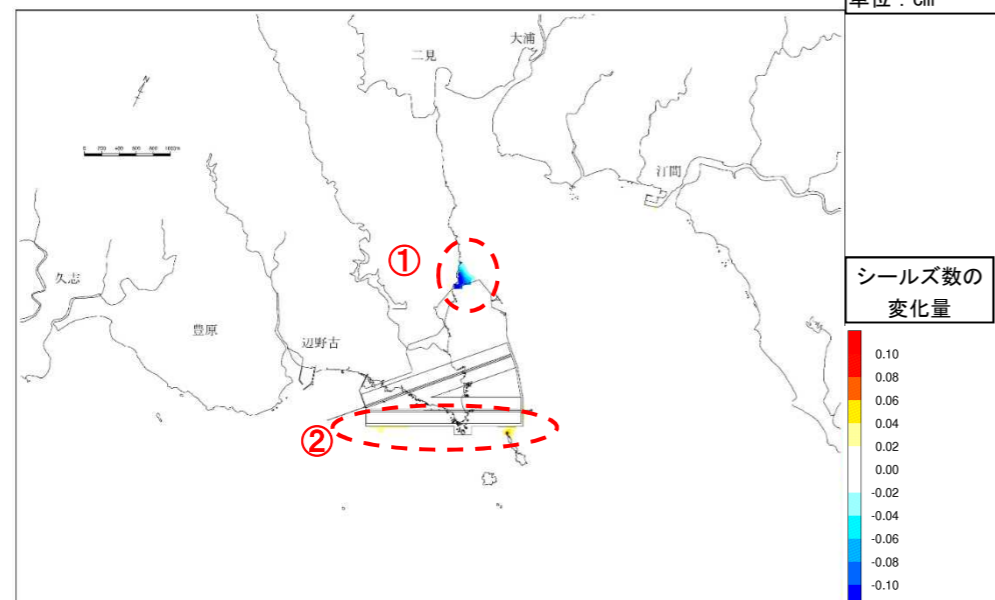 単位：cm
大浦
二見
N
汀間
①
久志
シールズ数の
変化量
豊原
辺野古
②
0.10
0.08
0.06
0.04
0.02
0.00
-0.02
-0.04
-0.06
-0.08
-0.10